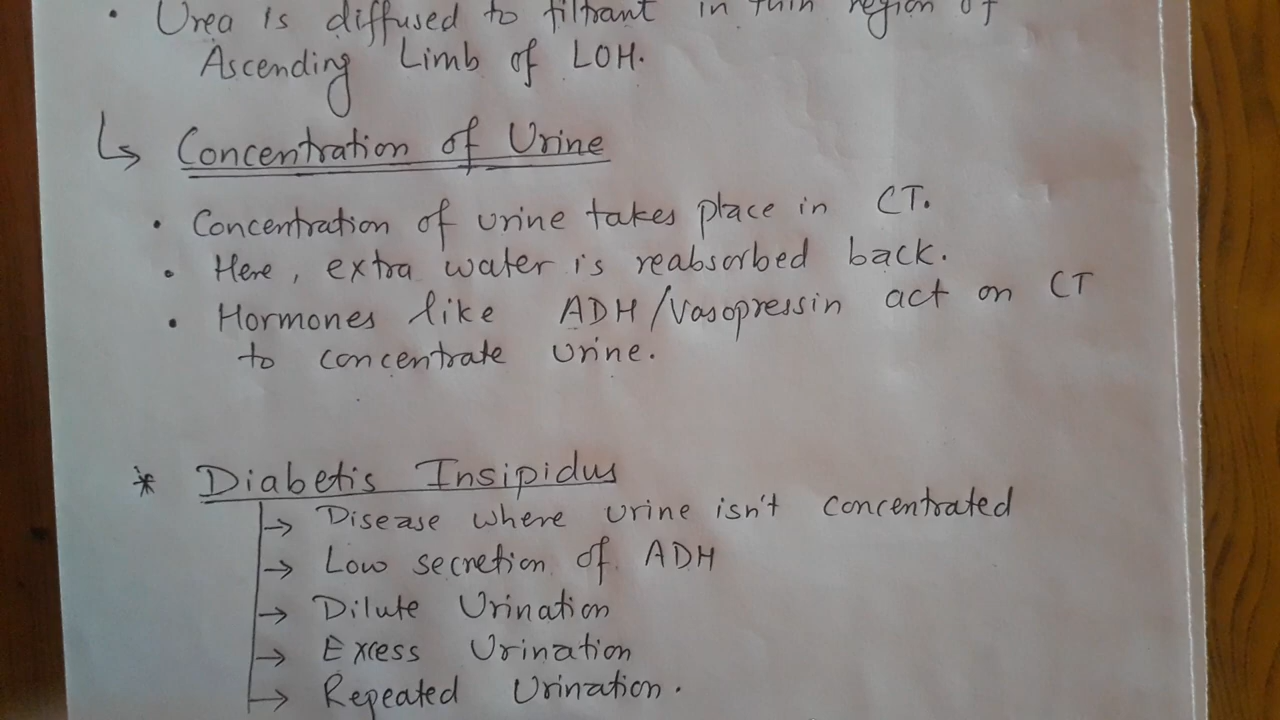 • Urea is diffused to filtrant in thin region of
Ascending Limb of LOH.
↳ Concentration of Urine
• Concentration of urine takes place in CT.
• Here, extra water is reabsorbed back.
• Hormones like ADH/Vasopressin act on CT
to concentrate urine.
* Diabetis Insipidus
→ Disease where urine isn't concentrated
→ Low secretion of ADH
→ Dilute Urination
→ Excess Urination
→ Repeated Urination.